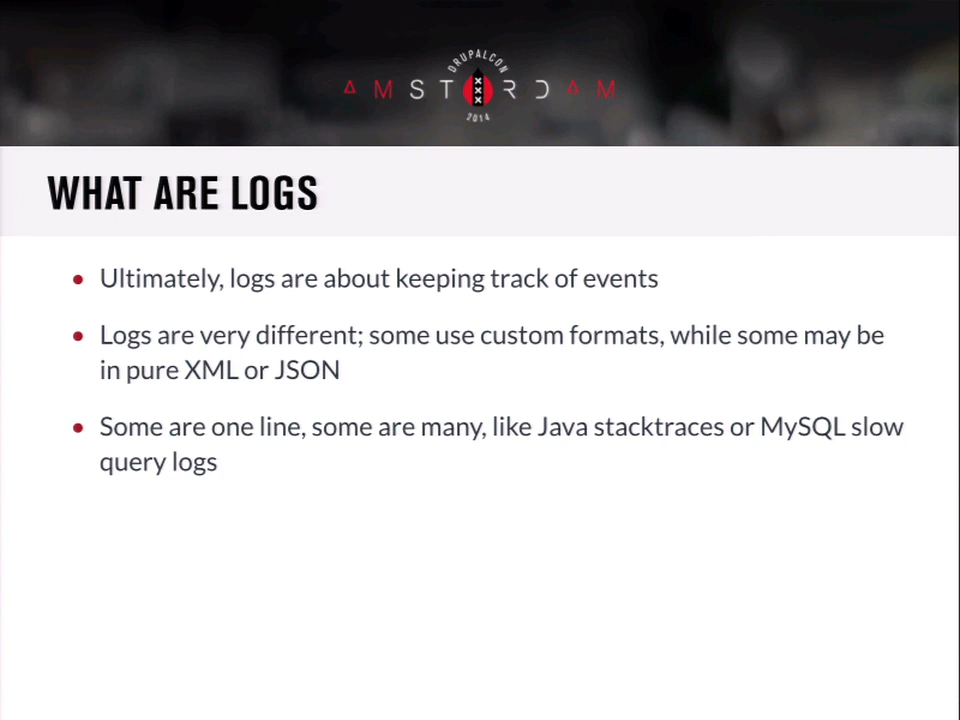 DRUPALCON
AMSTERDAM
2014
WHAT ARE LOGS
Ultimately, logs are about keeping track of events
Logs are very different; some use custom formats, while some may be
in pure XML or JSON
Some are one line, some are many, like Java stacktraces or MySQL slow
query logs